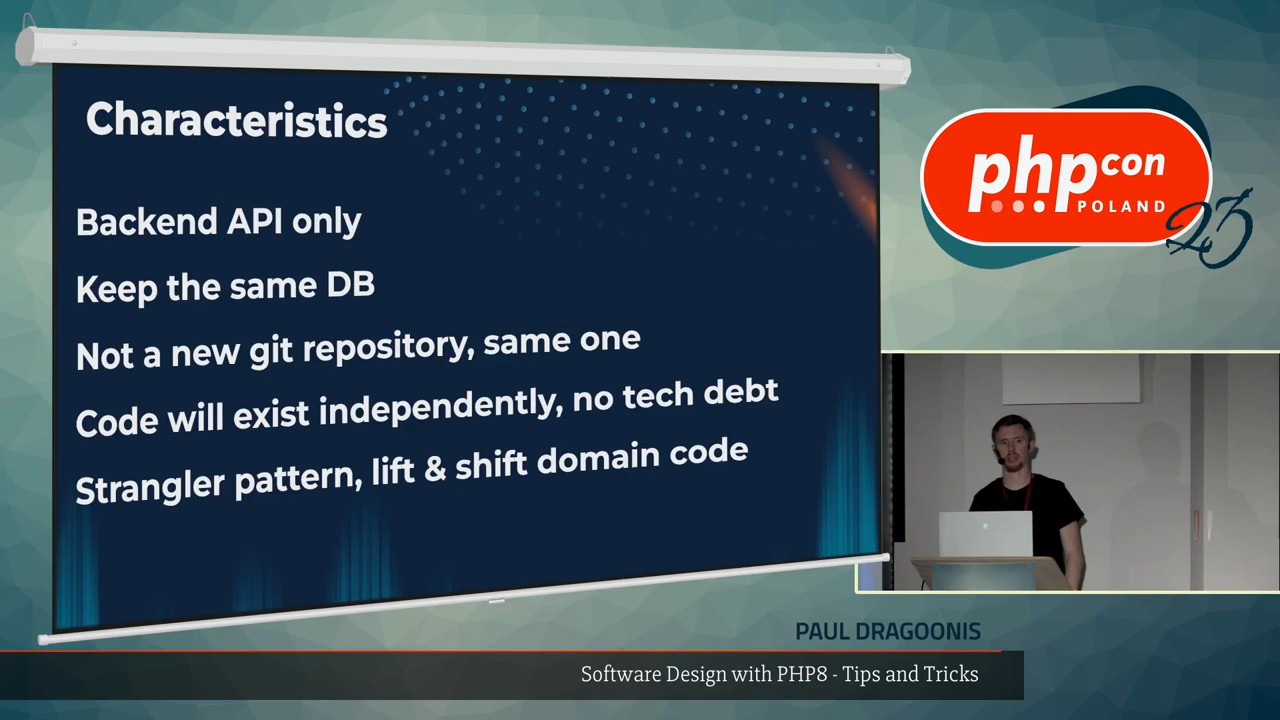 Characteristics
Backend API only
Keep the same DB
Not a new git repository, same one
Code will exist independently, no tech debt
Strangler pattern, lift & shift domain code
phpcon
POLAND
23
PAUL DRAGOONIS
Software Design with PHP8 - Tips and Tricks